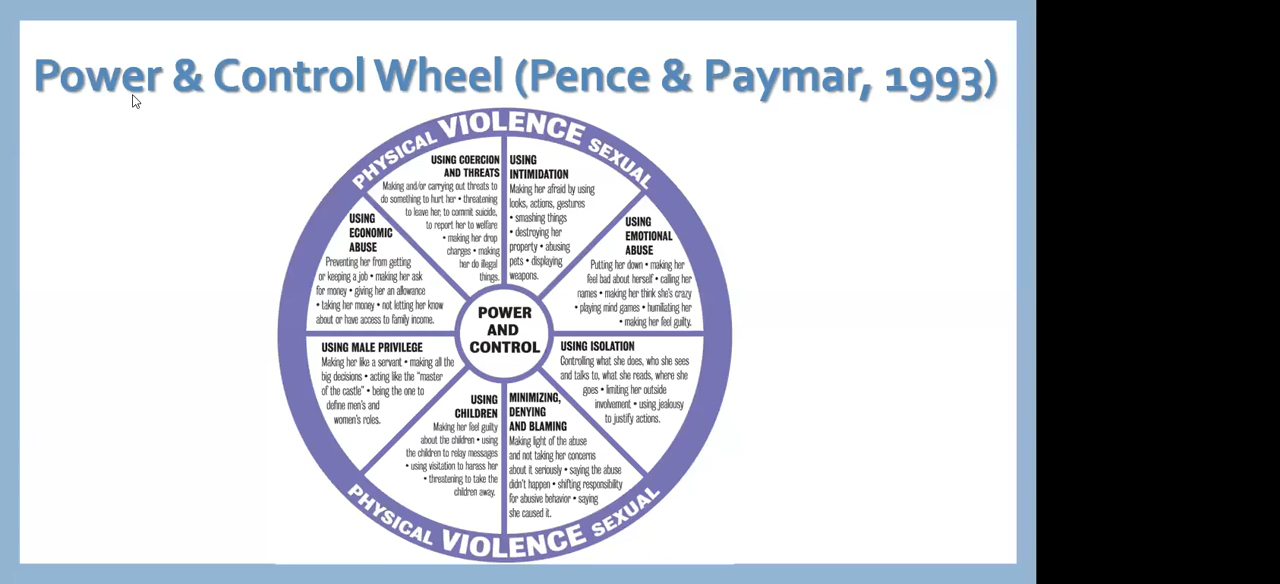 Power & Control Wheel (Pence & Paymar, 1993)
PHYSICAL VIOLENCE SEXUAL
USING COERCION
AND THREATS
Making and/or carrying out threats to
do something to hurt her • threatening
to leave her, to commit suicide,
to report her to welfare
• making her drop
charges • making
her do illegal
things.
USING
INTIMIDATION
Making her afraid by using
looks, actions, gestures
• smashing things
• destroying her
property • abusing
pets • displaying
weapons.
USING
ECONOMIC
ABUSE
Preventing her from getting
or keeping a job • making her ask
for money • giving her an allowance
• taking her money • not letting her know
about or have access to family income.
USING
EMOTIONAL
ABUSE
Putting her down • making her
feel bad about herself • calling her
names • making her think she's crazy
• playing mind games • humiliating her
• making her feel guilty.
POWER
AND
CONTROL
USING MALE PRIVILEGE
Making her like a servant • making all the
big decisions • acting like the "master
of the castle" • being the one to
define men's and
women's roles.
USING ISOLATION
Controlling what she does, who she sees
and talks to, what she reads, where she
goes • limiting her outside
involvement • using jealousy
to justify actions.
USING
CHILDREN
Making her feel guilty
about the children • using
the children to relay messages
• using visitation to harass her
• threatening to take the
children away.
MINIMIZING,
DENYING
AND BLAMING
Making light of the abuse
and not taking her concerns
about it seriously • saying the abuse
didn't happen • shifting responsibility
for abusive behavior • saying
she caused it.
PHYSICAL VIOLENCE SEXUAL